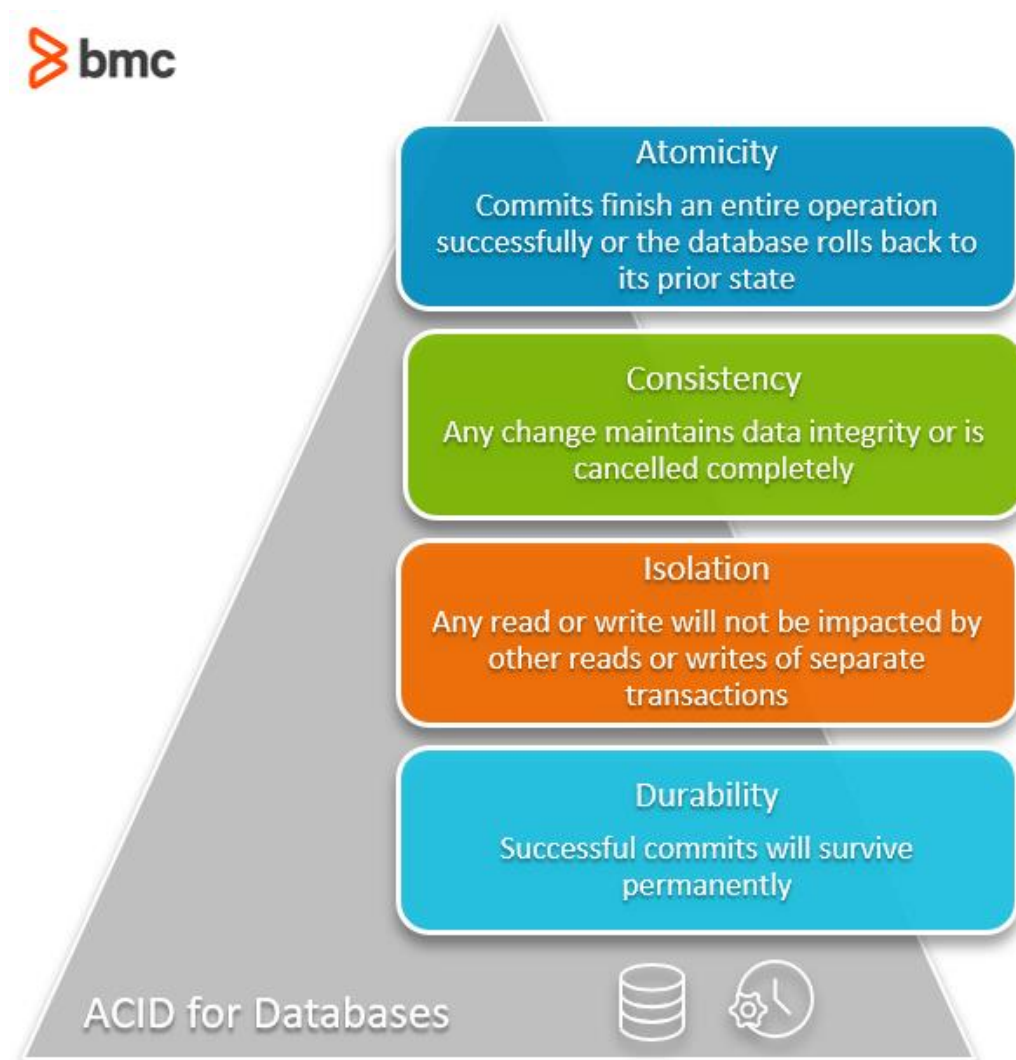 bmc
Atomicity
Commits finish an entire operation
successfully or the database rolls back to
its prior state
Consistency
Any change maintains data integrity or is
cancelled completely
Isolation
Any read or write will not be impacted by
other reads or writes of separate
transactions
Durability
Successful commits will survive
permanently
ACID for Databases